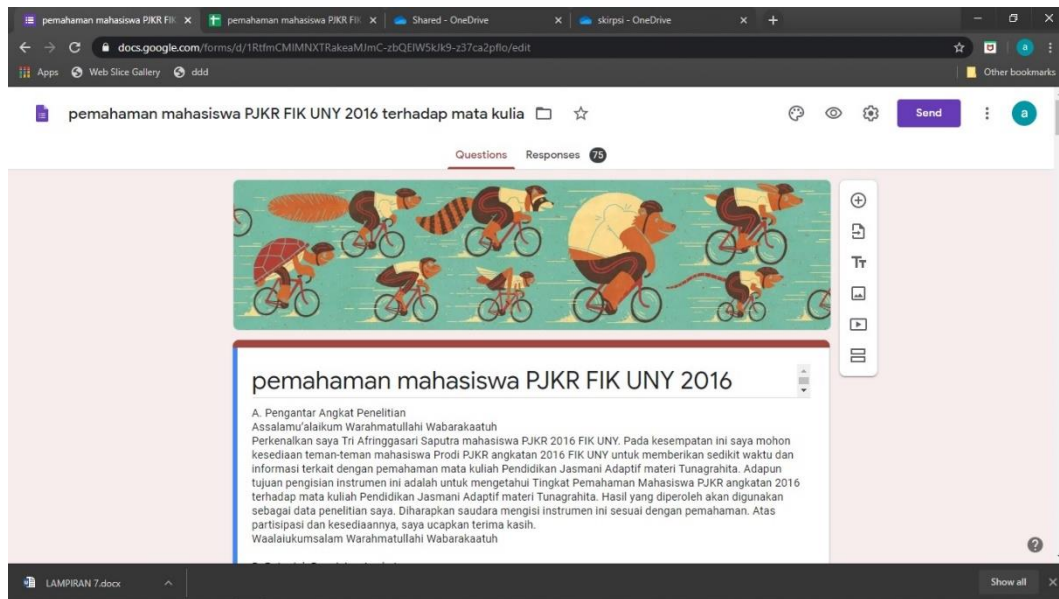 pemahaman mahasiswa PJKR FIK
pemahaman mahasiswa PJKR FIK
Shared - OneDrive
skirpsi - OneDrive
docs.google.com/forms/d/1RtfmCMIMNXTRakeaMJmC-zbQEIW5kJk9-z37ca2pflo/edit
Apps
Web Slice Gallery
ddd
Other bookmarks
pemahaman mahasiswa PJKR FIK UNY 2016 terhadap mata kulia
Send
a
Questions
Responses 75
pemahaman mahasiswa PJKR FIK UNY 2016
A. Pengantar Angkat Penelitian
Assalamu'alaikum Warahmatullahi Wabarakaatuh
Perkenalkan saya Tri Afringgasari Saputra mahasiswa PJKR 2016 FIK UNY. Pada kesempatan ini saya mohon
kesediaan teman-teman mahasiswa Prodi PJKR angkatan 2016 FIK UNY untuk memberikan sedikit waktu dan
informasi terkait dengan pemahaman mata kuliah Pendidikan Jasmani Adaptif materi Tunagrahita. Adapun
tujuan pengisian instrumen ini adalah untuk mengetahui Tingkat Pemahaman Mahasiswa PJKR angkatan 2016
terhadap mata kuliah Pendidikan Jasmani Adaptif materi Tunagrahita. Hasil yang diperoleh akan digunakan
sebagai data penelitian saya. Diharapkan saudara mengisi instrumen ini sesuai dengan pemahaman. Atas
partisipasi dan kesediaannya, saya ucapkan terima kasih.
Waalaiukumsalam Warahmatullahi Wabarakaatuh
LAMPIRAN 7.docx
Show all